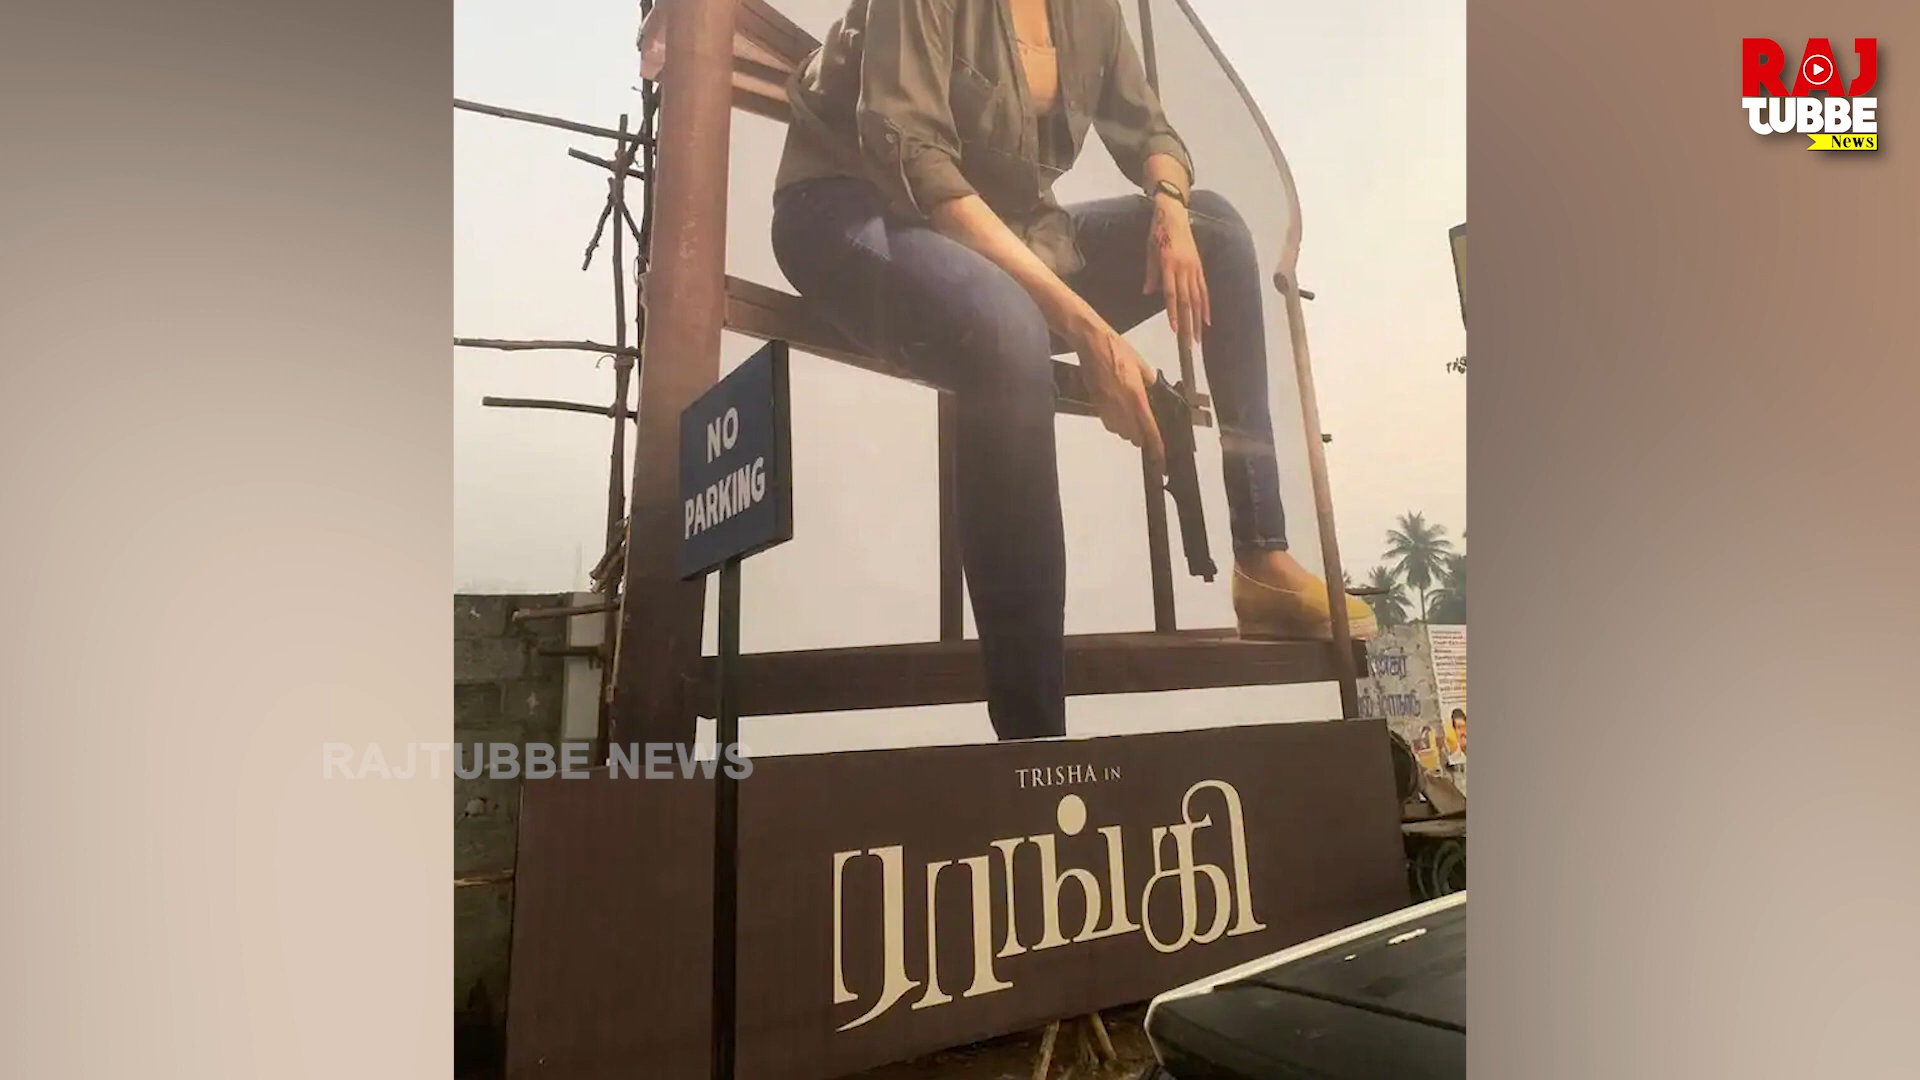 RAJ
TUBBE
News
NO
PARKING
RAJTUBBE NEWS
TRISHA IN
ராங்கி